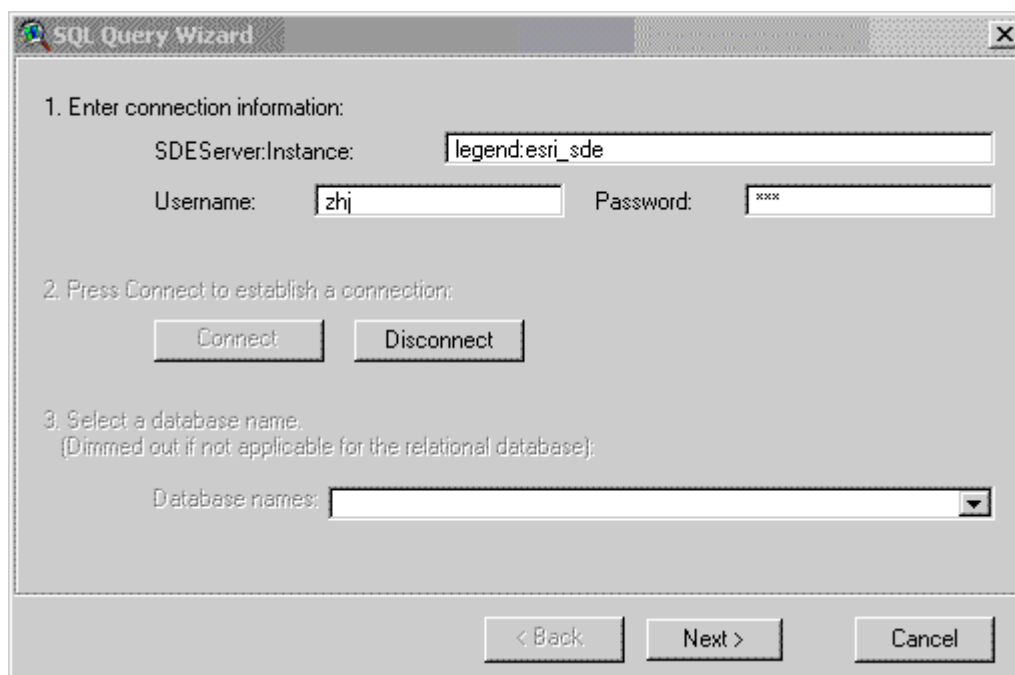 SQL Query Wizard
1. Enter connection information:
SDEServer:Instance: legend:esri_sde
Username: zhj Password: ***
2. Press Connect to establish a connection:
Connect Disconnect
3. Select a database name.
(Dimmed out if not applicable for the relational database):
Database names:
< Back Next > Cancel